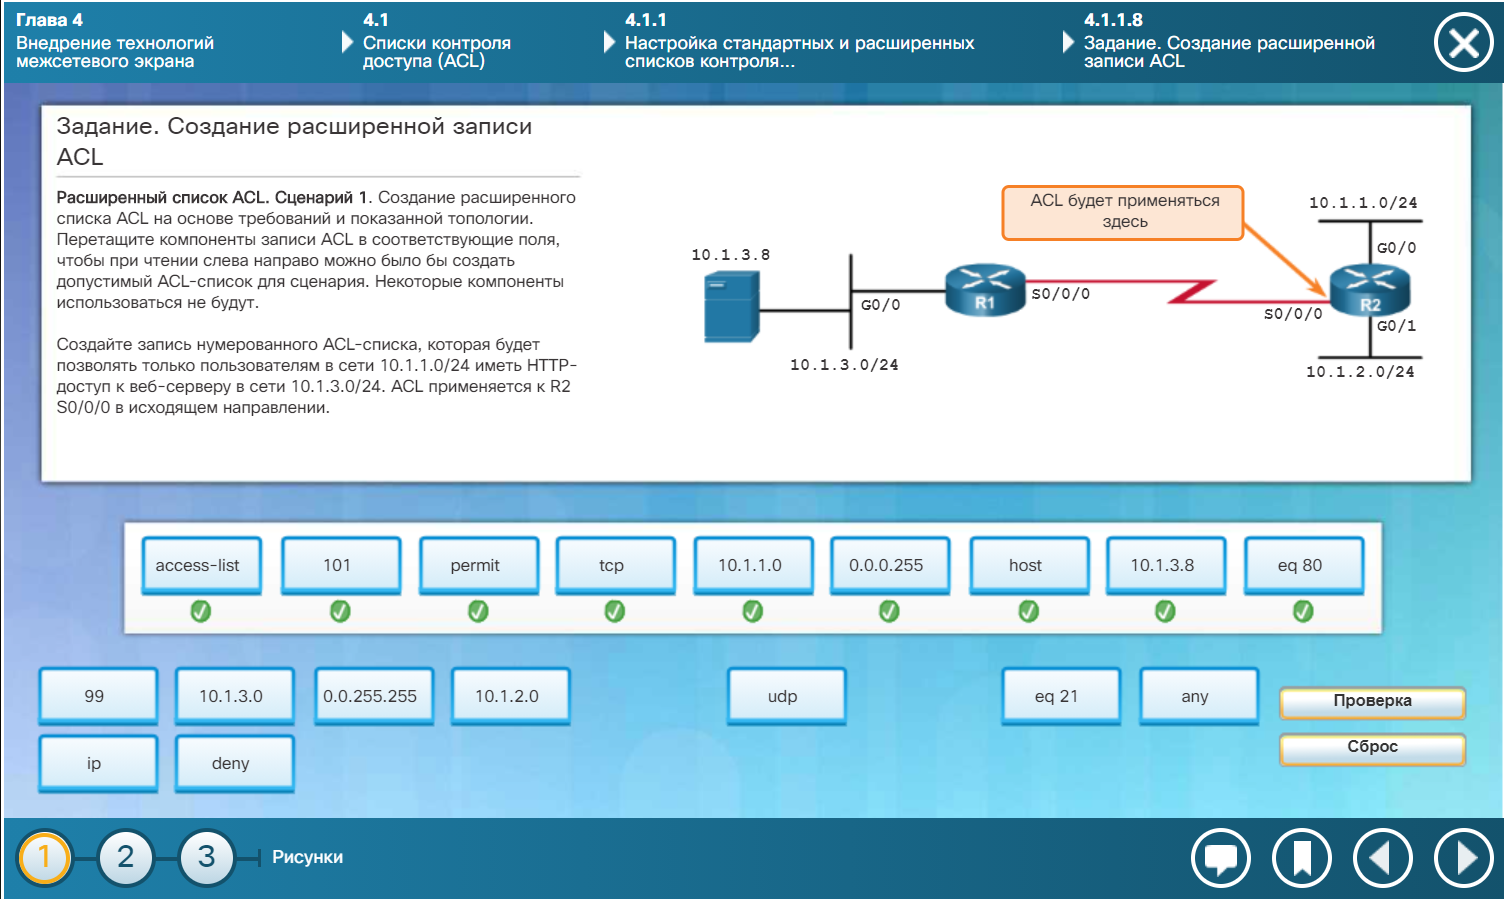 Глава 4
Внедрение технологий
межсетевого экрана
4.1
Списки контроля
доступа (ACL)
4.1.1
Настройка стандартных и расширенных
списков контроля...
4.1.1.8
Задание. Создание расширенной
записи ACL
Задание. Создание расширенной записи
ACL
Расширенный список ACL. Сценарий 1. Создание расширенного
списка ACL на основе требований и показанной топологии.
Перетащите компоненты записи ACL в соответствующие поля,
чтобы при чтении слева направо можно было бы создать
допустимый ACL-список для сценария. Некоторые компоненты
использоваться не будут.
Создайте запись нумерованного ACL-списка, которая будет
позволять только пользователям в сети 10.1.1.0/24 иметь HTTP-
доступ к веб-серверу в сети 10.1.3.0/24. ACL применяется к R2
S0/0/0 в исходящем направлении.
ACL будет применяться
здесь
10.1.1.0/24
G0/0
10.1.3.8
G0/0
R1
S0/0/0
S0/0/0
R2
G0/1
10.1.3.0/24
10.1.2.0/24
access-list
101
permit
tcp
10.1.1.0
0.0.0.255
host
10.1.3.8
eq 80
99
10.1.3.0
0.0.255.255
10.1.2.0
udp
eq 21
any
Проверка
ip
deny
Сброс
1
2
3
Рисунки